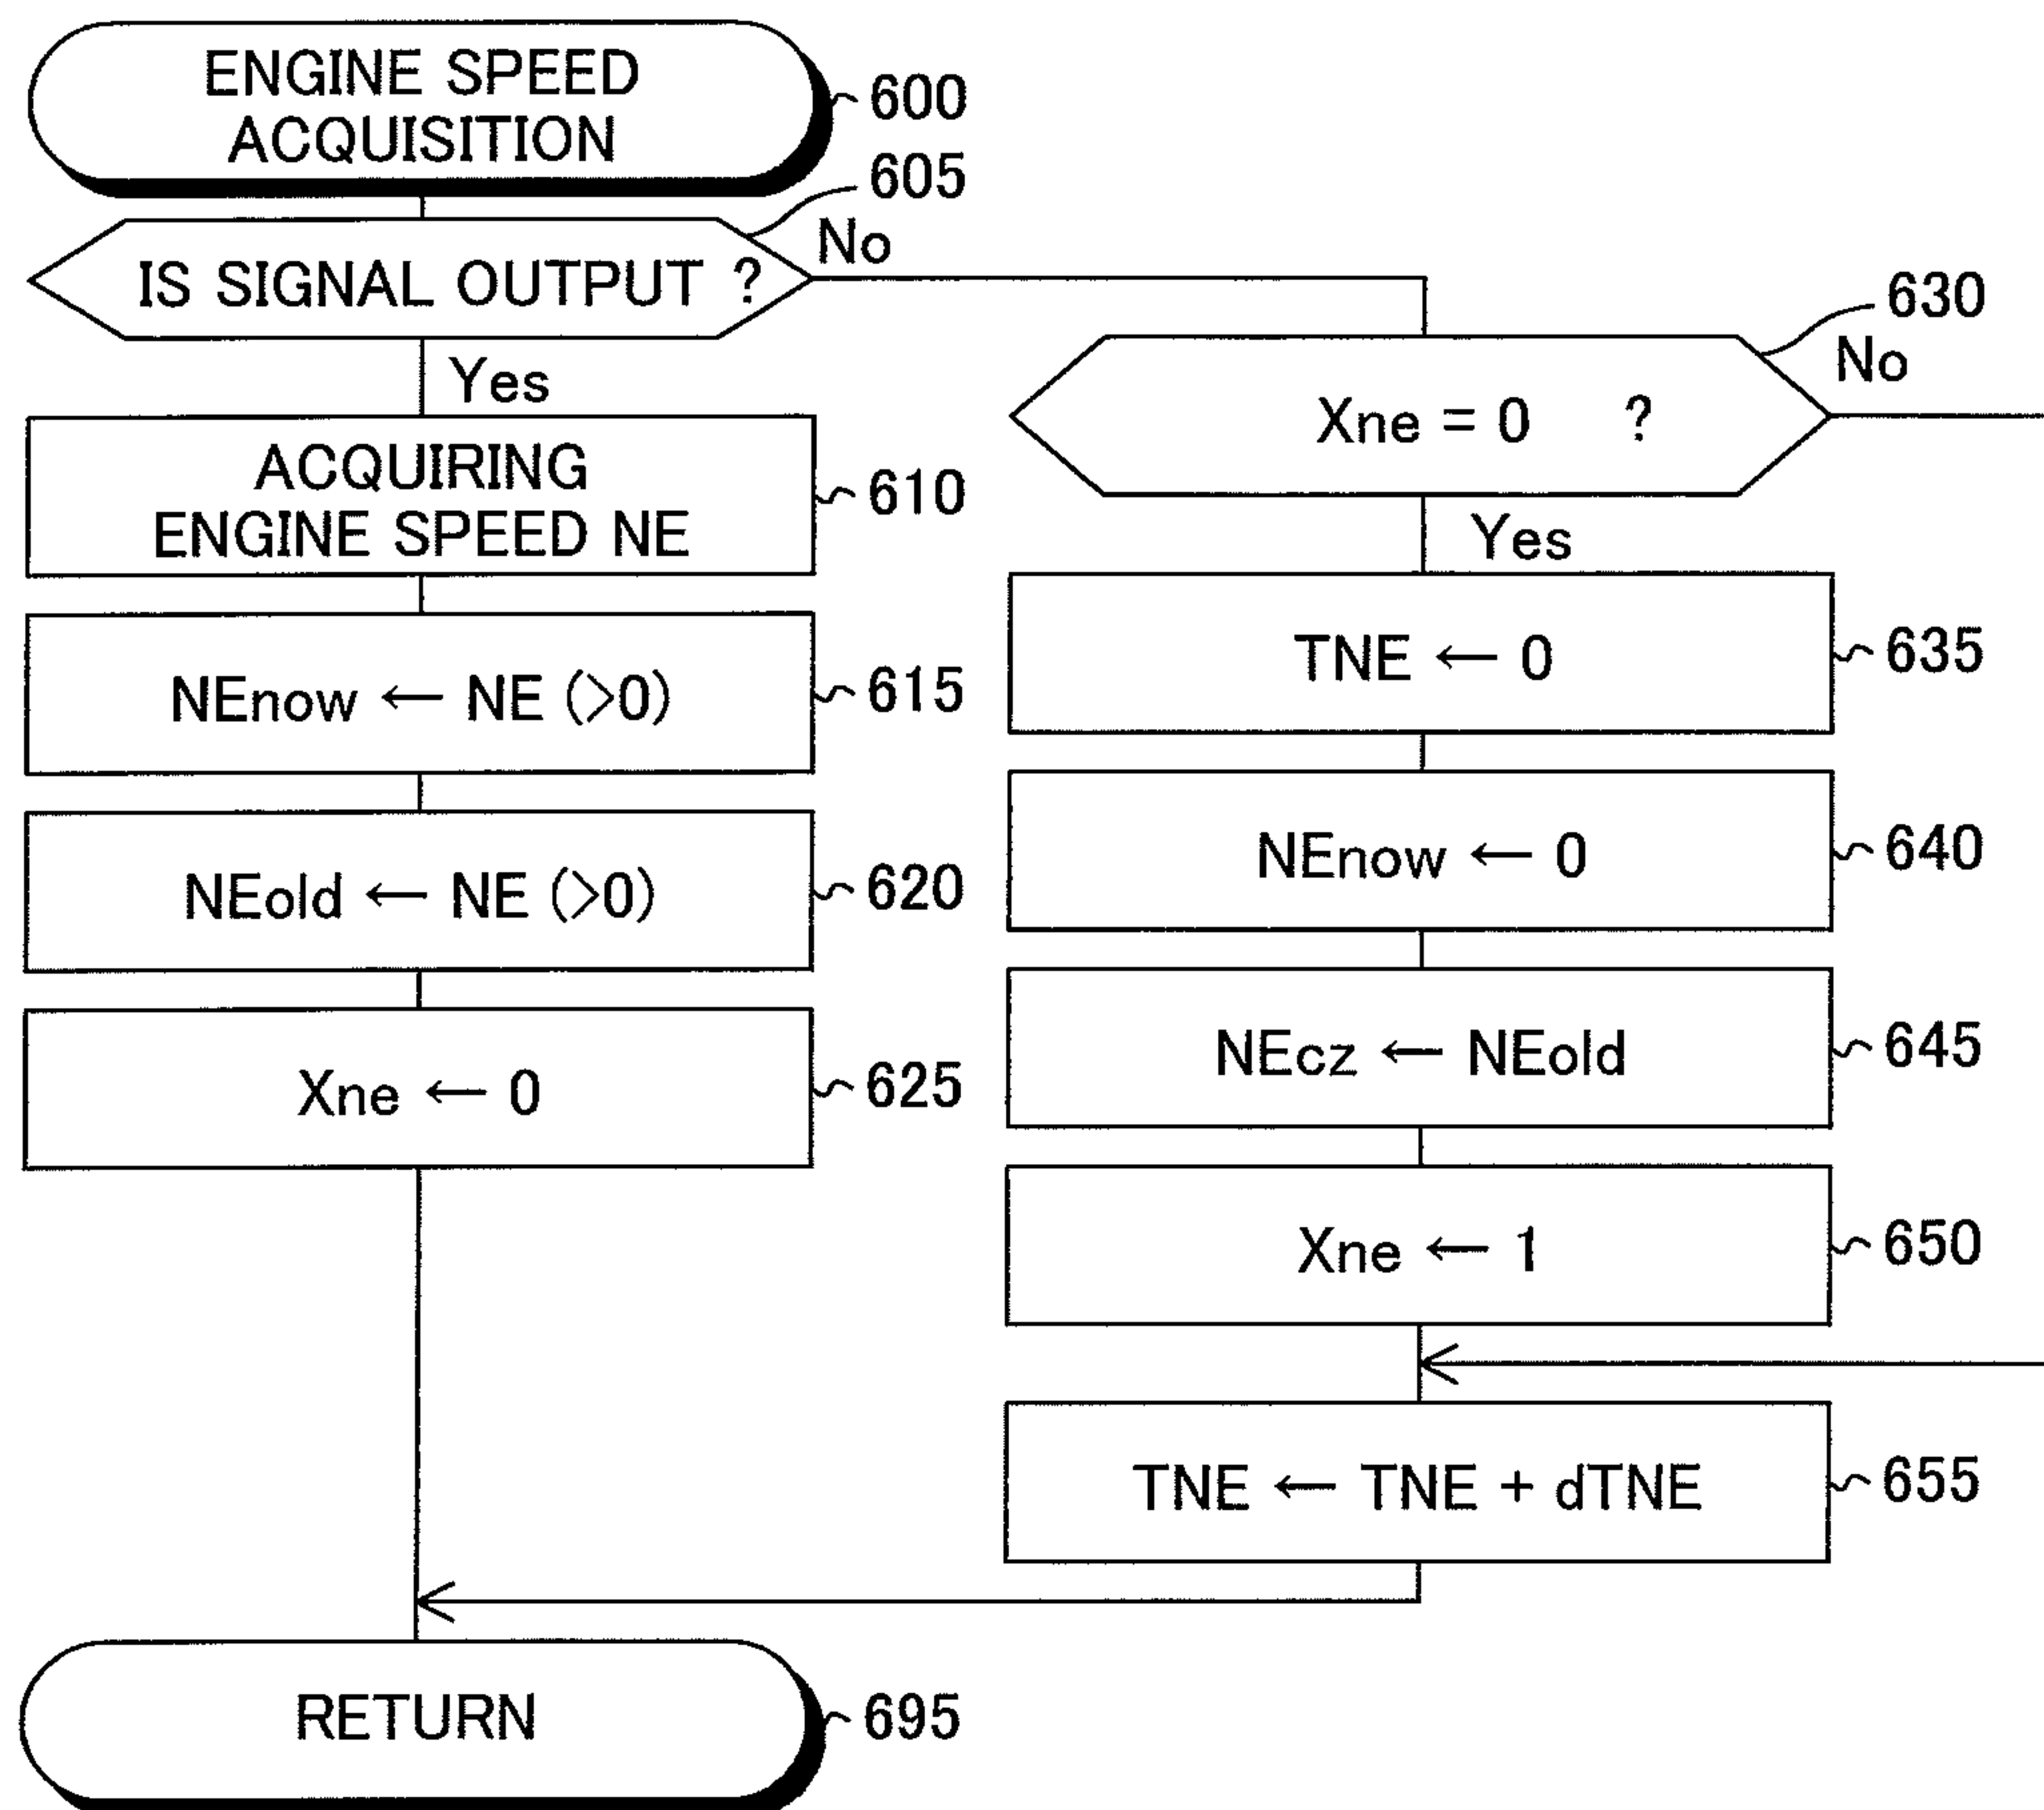 ENGINE SPEED
ACQUISITION
600
605
IS SIGNAL OUTPUT ?
No
Yes
ACQUIRING
ENGINE SPEED NE
610
NEnow ← NE (>0)
615
NEold ← NE (>0)
620
Xne ← 0
625
630
Xne = 0 ?
No
Yes
TNE ← 0
635
NEnow ← 0
640
NEcz ← NEold
645
Xne ← 1
650
TNE ← TNE + dTNE
655
RETURN
695